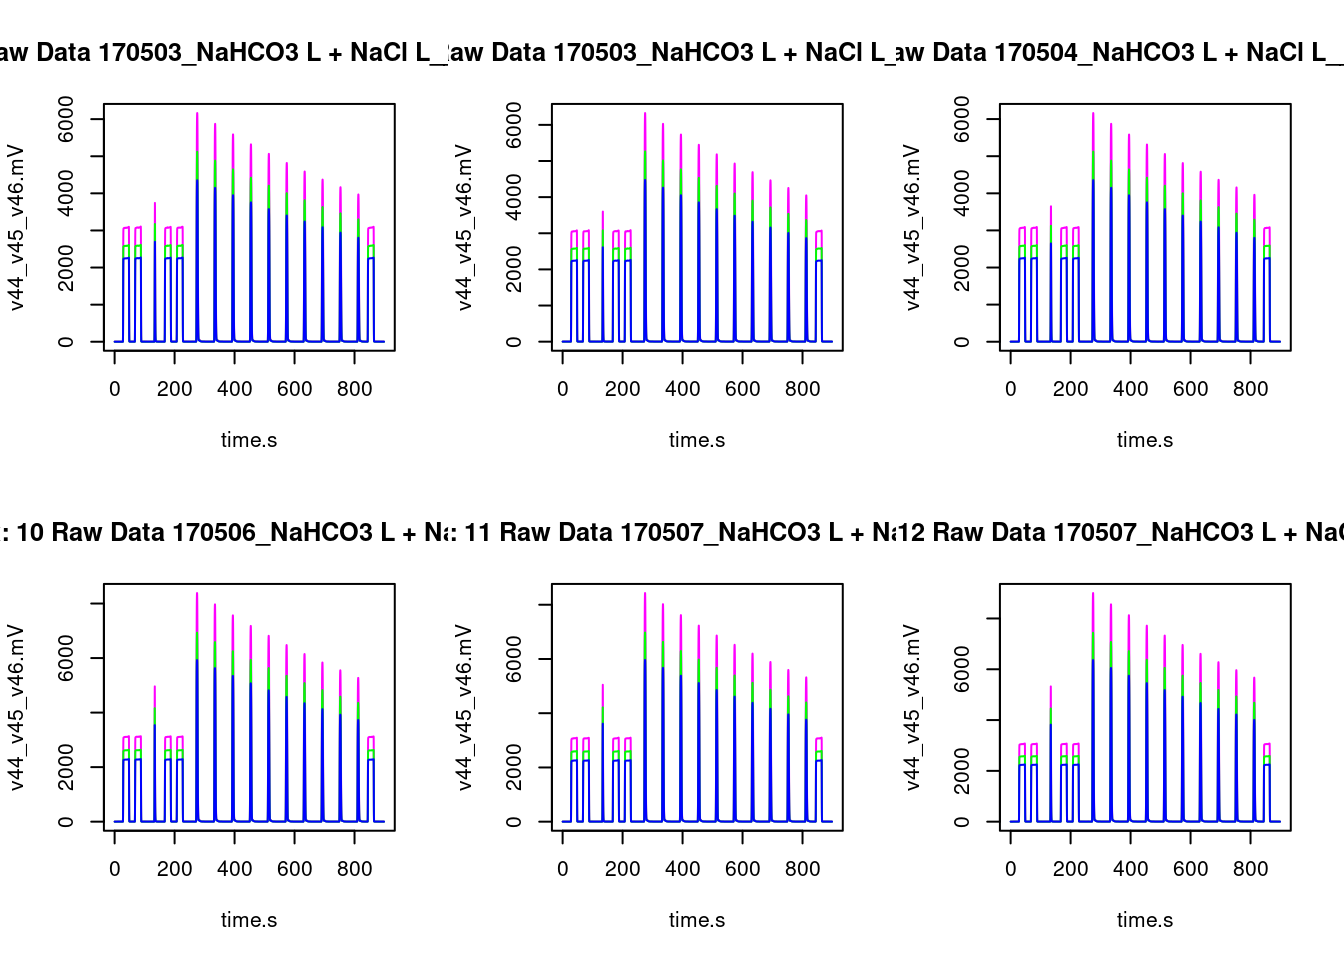 aw Data 170503_NaHCO3 L + NaCl L_
aw Data 170503_NaHCO3 L + NaCl L_
aw Data 170504_NaHCO3 L + NaCl L_
v44_v45_v46.mV
0 2000 4000 6000
0 200 400 600 800
time.s
v44_v45_v46.mV
0 2000 4000 6000
0 200 400 600 800
time.s
v44_v45_v46.mV
0 2000 4000 6000
0 200 400 600 800
time.s
: 10 Raw Data 170506_NaHCO3 L + Na
: 11 Raw Data 170507_NaHCO3 L + Na
12 Raw Data 170507_NaHCO3 L + NaC
v44_v45_v46.mV
0 2000 6000
0 200 400 600 800
time.s
v44_v45_v46.mV
0 2000 6000
0 200 400 600 800
time.s
v44_v45_v46.mV
0 2000 6000
0 200 400 600 800
time.s